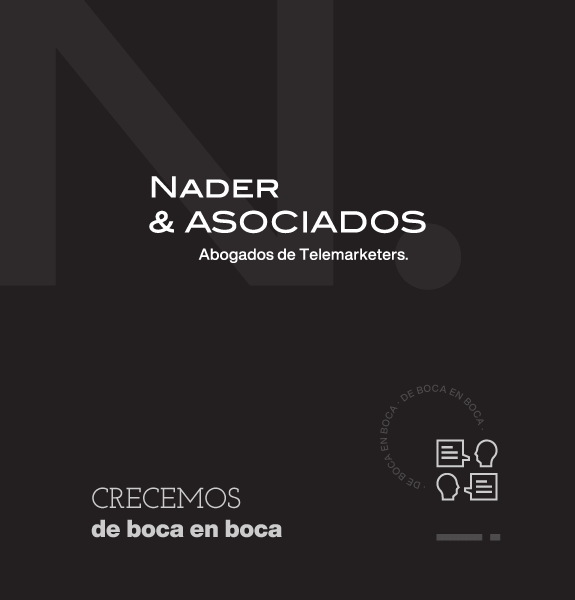 N.
NADER
& ASOCIADOS
Abogados de Telemarketers.
· DE BOCA EN BOCA · DE BOCA EN BOCA ·
CRECEMOS
de boca en boca